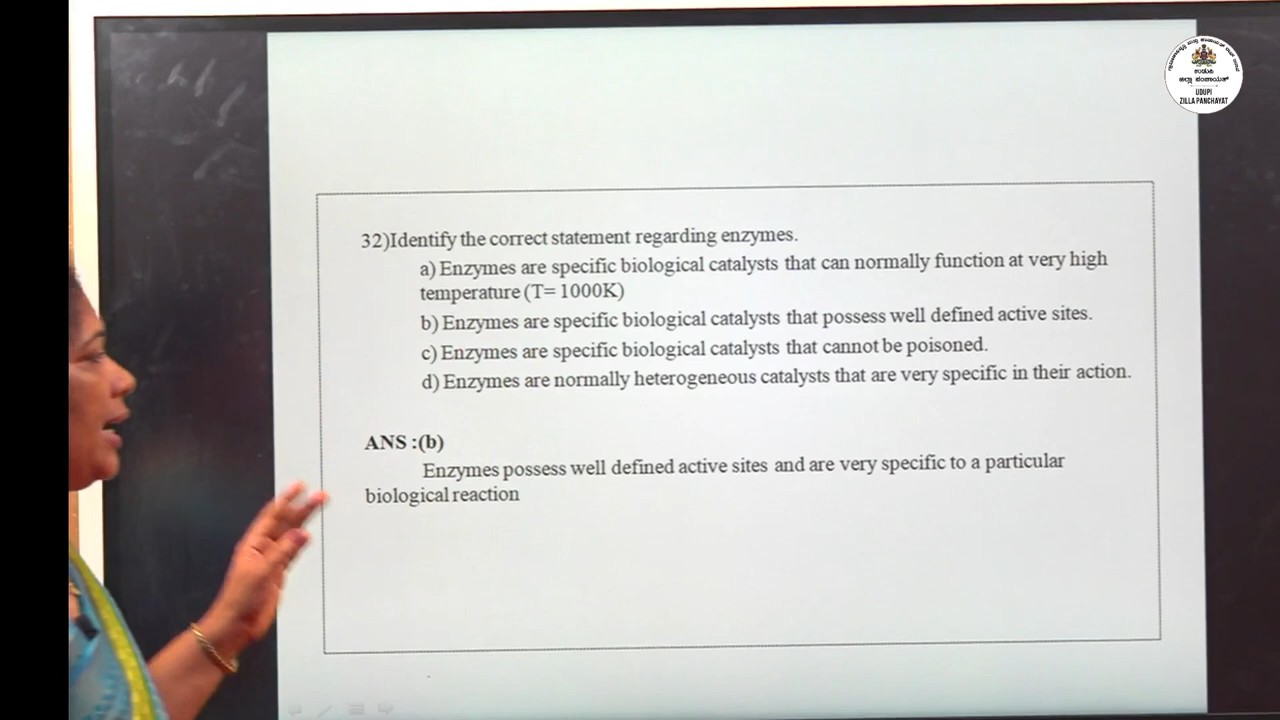 ಉಡುಪಿ
ಜಿಲ್ಲಾ ಪಂಚಾಯತ್
UDUPI
ZILLA PANCHAYAT
32)Identify the correct statement regarding enzymes.
a) Enzymes are specific biological catalysts that can normally function at very high
temperature (T= 1000K)
b) Enzymes are specific biological catalysts that possess well defined active sites.
c) Enzymes are specific biological catalysts that cannot be poisoned.
d) Enzymes are normally heterogeneous catalysts that are very specific in their action.
ANS :(b)
Enzymes possess well defined active sites and are very specific to a particular
biological reaction